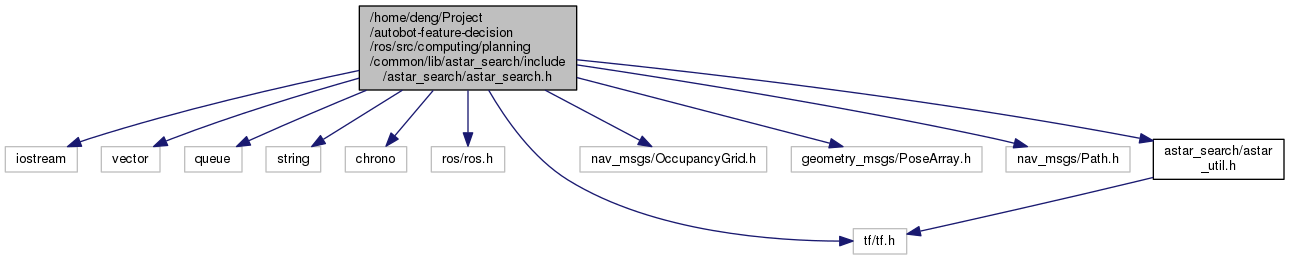 /home/deng/Project
/autobot-feature-decision
/ros/src/computing/planning
/common/lib/astar_search/include
/astar_search/astar_search.h
iostream
vector
queue
string
chrono
ros/ros.h
nav_msgs/OccupancyGrid.h
geometry_msgs/PoseArray.h
nav_msgs/Path.h
astar_search/astar
_util.h
tf/tf.h